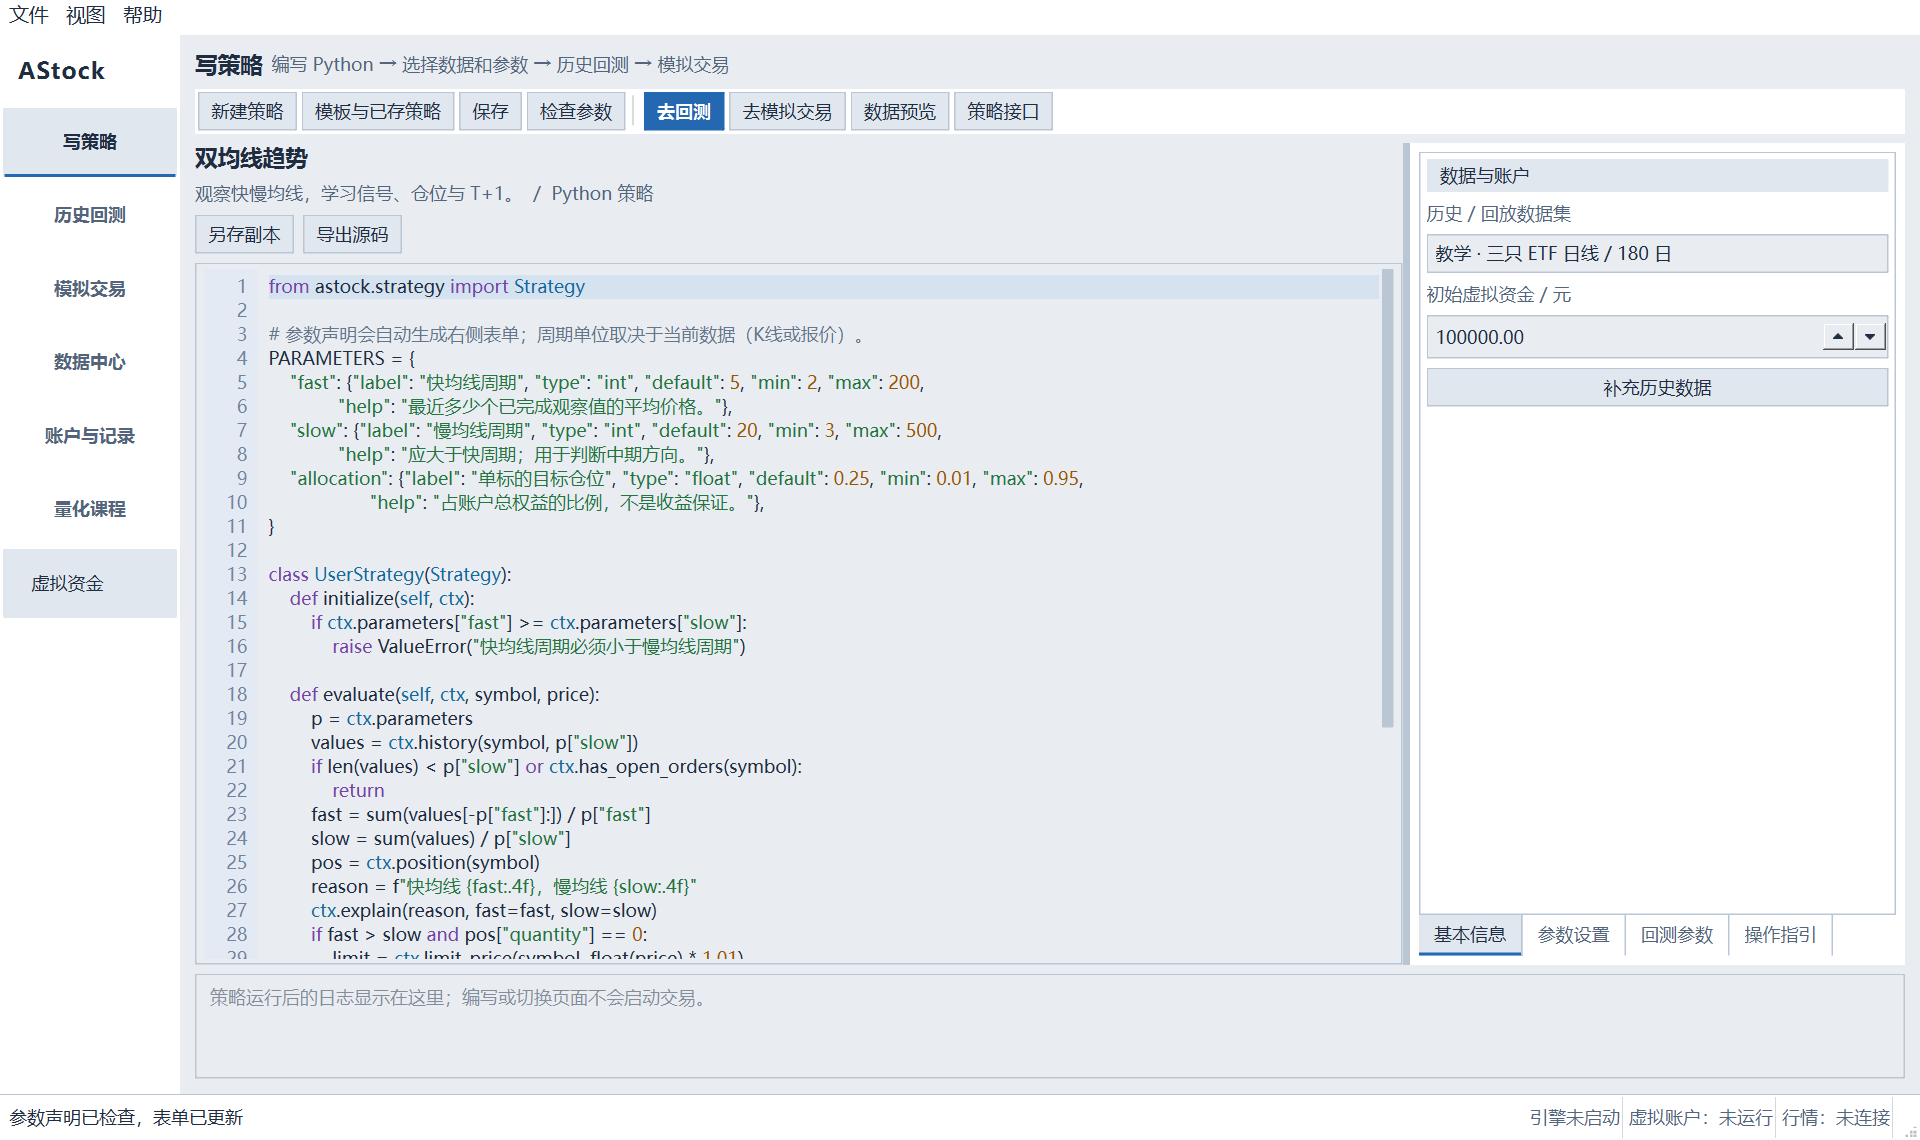 文件 视图 帮助
AStock
写策略
历史回测
模拟交易
数据中心
账户与记录
量化课程
虚拟资金
写策略 编写 Python → 选择数据和参数 → 历史回测 → 模拟交易
新建策略 模板与已存策略 保存 检查参数 去回测 去模拟交易 数据预览 策略接口
双均线趋势
观察快慢均线，学习信号、仓位与 T+1。 / Python 策略
另存副本 导出源码
1 from astock.strategy import Strategy
2
3 # 参数声明会自动生成右侧表单；周期单位取决于当前数据（K线或报价）。
4 PARAMETERS = {
5 "fast": {"label": "快均线周期", "type": "int", "default": 5, "min": 2, "max": 200,
6 "help": "最近多少个已完成观察值的平均价格。"},
7 "slow": {"label": "慢均线周期", "type": "int", "default": 20, "min": 3, "max": 500,
8 "help": "应大于快周期；用于判断中期方向。"},
9 "allocation": {"label": "单标的目标仓位", "type": "float", "default": 0.25, "min": 0.01, "max": 0.95,
10 "help": "占账户总权益的比例，不是收益保证。"},
11 }
12
13 class UserStrategy(Strategy):
14 def initialize(self, ctx):
15 if ctx.parameters["fast"] >= ctx.parameters["slow"]:
16 raise ValueError("快均线周期必须小于慢均线周期")
17
18 def evaluate(self, ctx, symbol, price):
19 p = ctx.parameters
20 values = ctx.history(symbol, p["slow"])
21 if len(values) < p["slow"] or ctx.has_open_orders(symbol):
22 return
23 fast = sum(values[-p["fast"]:]) / p["fast"]
24 slow = sum(values) / p["slow"]
25 pos = ctx.position(symbol)
26 reason = f"快均线 {fast:.4f}，慢均线 {slow:.4f}"
27 ctx.explain(reason, fast=fast, slow=slow)
28 if fast > slow and pos["quantity"] == 0:
29 limit = ctx.limit_price(symbol, float(price) * 1.01)
数据与账户
历史 / 回放数据集
教学 · 三只 ETF 日线 / 180 日
初始虚拟资金 / 元
100000.00
补充历史数据
基本信息 参数设置 回测参数 操作指引
策略运行后的日志显示在这里；编写或切换页面不会启动交易。
参数声明已检查，表单已更新
引擎未启动 虚拟账户：未运行 行情：未连接